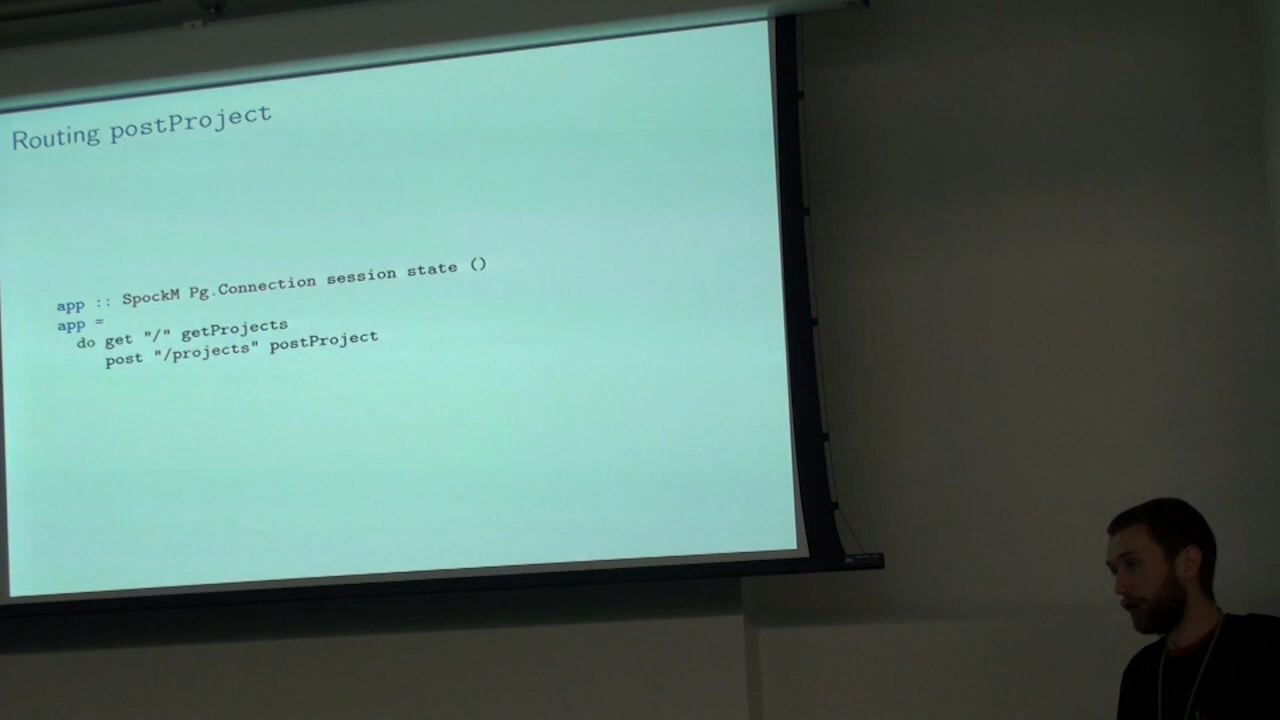 Routing postProject
app :: SpockM Pg.Connection session state ()
app =
do get "/" getProjects
post "/projects" postProject